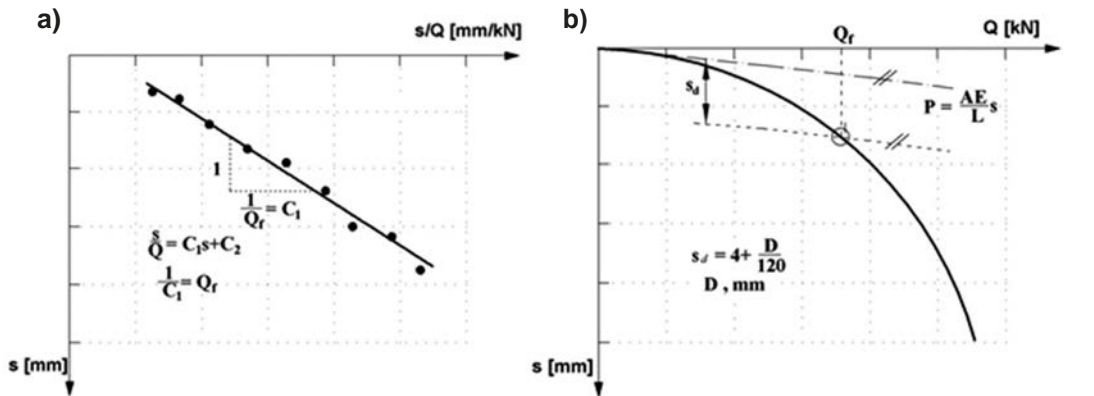 a)
s/Q [mm/kN]
1
1/Q_f = C_1
s/Q = C_1s+C_2
1/C_1 = Q_f
s [mm]
b)
Q [kN]
Q_f
s_d
P = AE/L s
s_d = 4+ D/120
D , mm
s [mm]